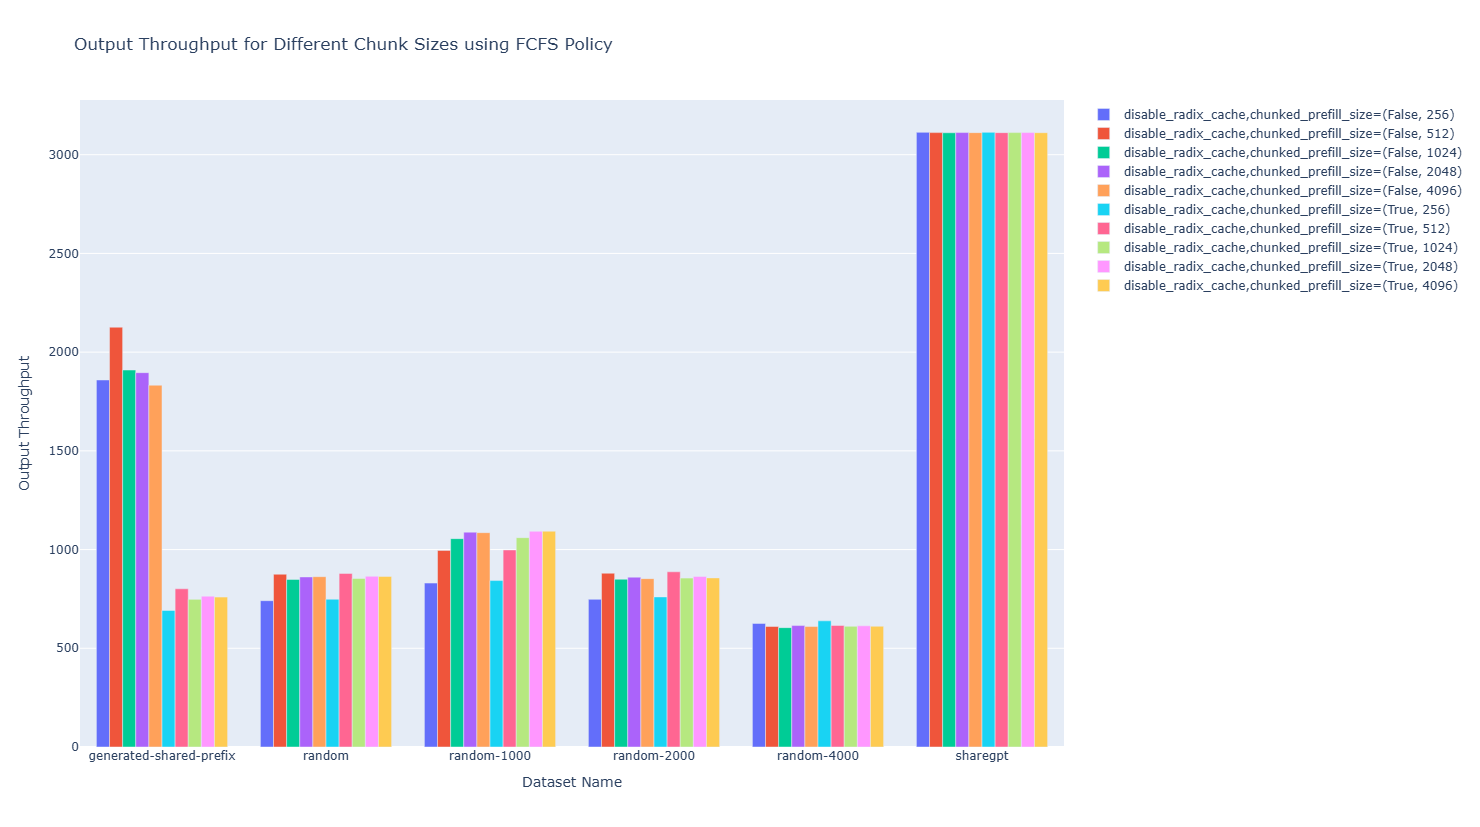 Output Throughput for Different Chunk Sizes using FCFS Policy
disable_radix_cache,chunked_prefill_size=(False, 256)
disable_radix_cache,chunked_prefill_size=(False, 512)
disable_radix_cache,chunked_prefill_size=(False, 1024)
disable_radix_cache,chunked_prefill_size=(False, 2048)
disable_radix_cache,chunked_prefill_size=(False, 4096)
disable_radix_cache,chunked_prefill_size=(True, 256)
disable_radix_cache,chunked_prefill_size=(True, 512)
disable_radix_cache,chunked_prefill_size=(True, 1024)
disable_radix_cache,chunked_prefill_size=(True, 2048)
disable_radix_cache,chunked_prefill_size=(True, 4096)
Output Throughput
3000
2500
2000
1500
1000
500
0
generated-shared-prefix random random-1000 random-2000 random-4000 sharegpt
Dataset Name